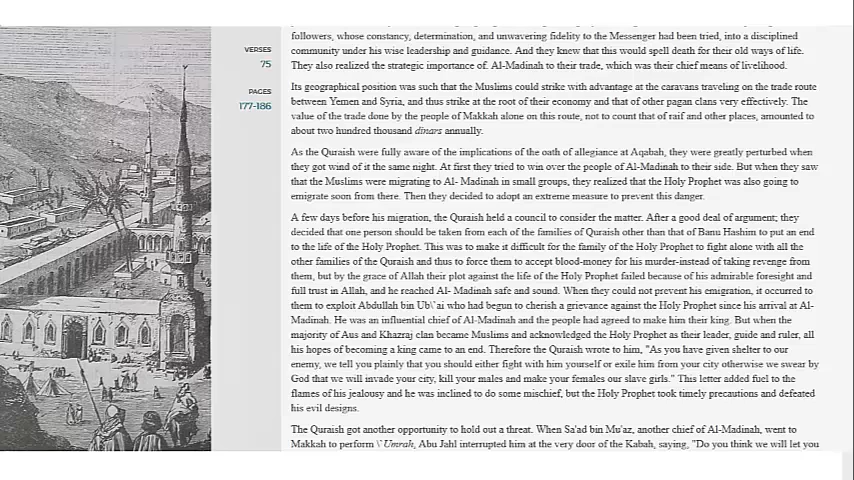 VERSES
75
PAGES
177-186
followers, whose constancy, determination, and unwavering fidelity to the Messenger had been tried, into a disciplined
community under his wise leadership and guidance. And they knew that this would spell death for their old ways of life.
They also realized the strategic importance of. Al-Madinah to their trade, which was their chief means of livelihood.
Its geographical position was such that the Muslims could strike with advantage at the caravans traveling on the trade route
between Yemen and Syria, and thus strike at the root of their economy and that of other pagan clans very effectively. The
value of the trade done by the people of Makkah alone on this route, not to count that of raif and other places, amounted to
about two hundred thousand dinars annually.
As the Quraish were fully aware of the implications of the oath of allegiance at Aqabah, they were greatly perturbed when
they got wind of it the same night. At first they tried to win over the people of Al-Madinah to their side. But when they saw
that the Muslims were migrating to Al- Madinah in small groups, they realized that the Holy Prophet was also going to
emigrate soon from there. Then they decided to adopt an extreme measure to prevent this danger.
A few days before his migration, the Quraish held a council to consider the matter. After a good deal of argument; they
decided that one person should be taken from each of the families of Quraish other than that of Banu Hashim to put an end
to the life of the Holy Prophet. This was to make it difficult for the family of the Holy Prophet to fight alone with all the
other families of the Quraish and thus to force them to accept blood-money for his murder-instead of taking revenge from
them, but by the grace of Allah their plot against the life of the Holy Prophet failed because of his admirable foresight and
full trust in Allah, and he reached Al- Madinah safe and sound. When they could not prevent his emigration, it occurred to
them to exploit Abdullah bin Ub\`ai who had begun to cherish a grievance against the Holy Prophet since his arrival at Al-
Madinah. He was an influential chief of Al-Madinah and the people had agreed to make him their king. But when the
majority of Aus and Khazraj clan became Muslims and acknowledged the Holy Prophet as their leader, guide and ruler, all
his hopes of becoming a king came to an end. Therefore the Quraish wrote to him, "As you have given shelter to our
enemy, we tell you plainly that you should either fight with him yourself or exile him from your city otherwise we swear by
God that we will invade your city, kill your males and make your females our slave girls." This letter added fuel to the
flames of his jealousy and he was inclined to do some mischief, but the Holy Prophet took timely precautions and defeated
his evil designs.
The Quraish got another opportunity to hold out a threat. When Sa'ad bin Mu'az, another chief of Al-Madinah, went to
Makkah to perform \`Umrah, Abu Jahl interrupted him at the very door of the Kabah, saying, "Do you think we will let you